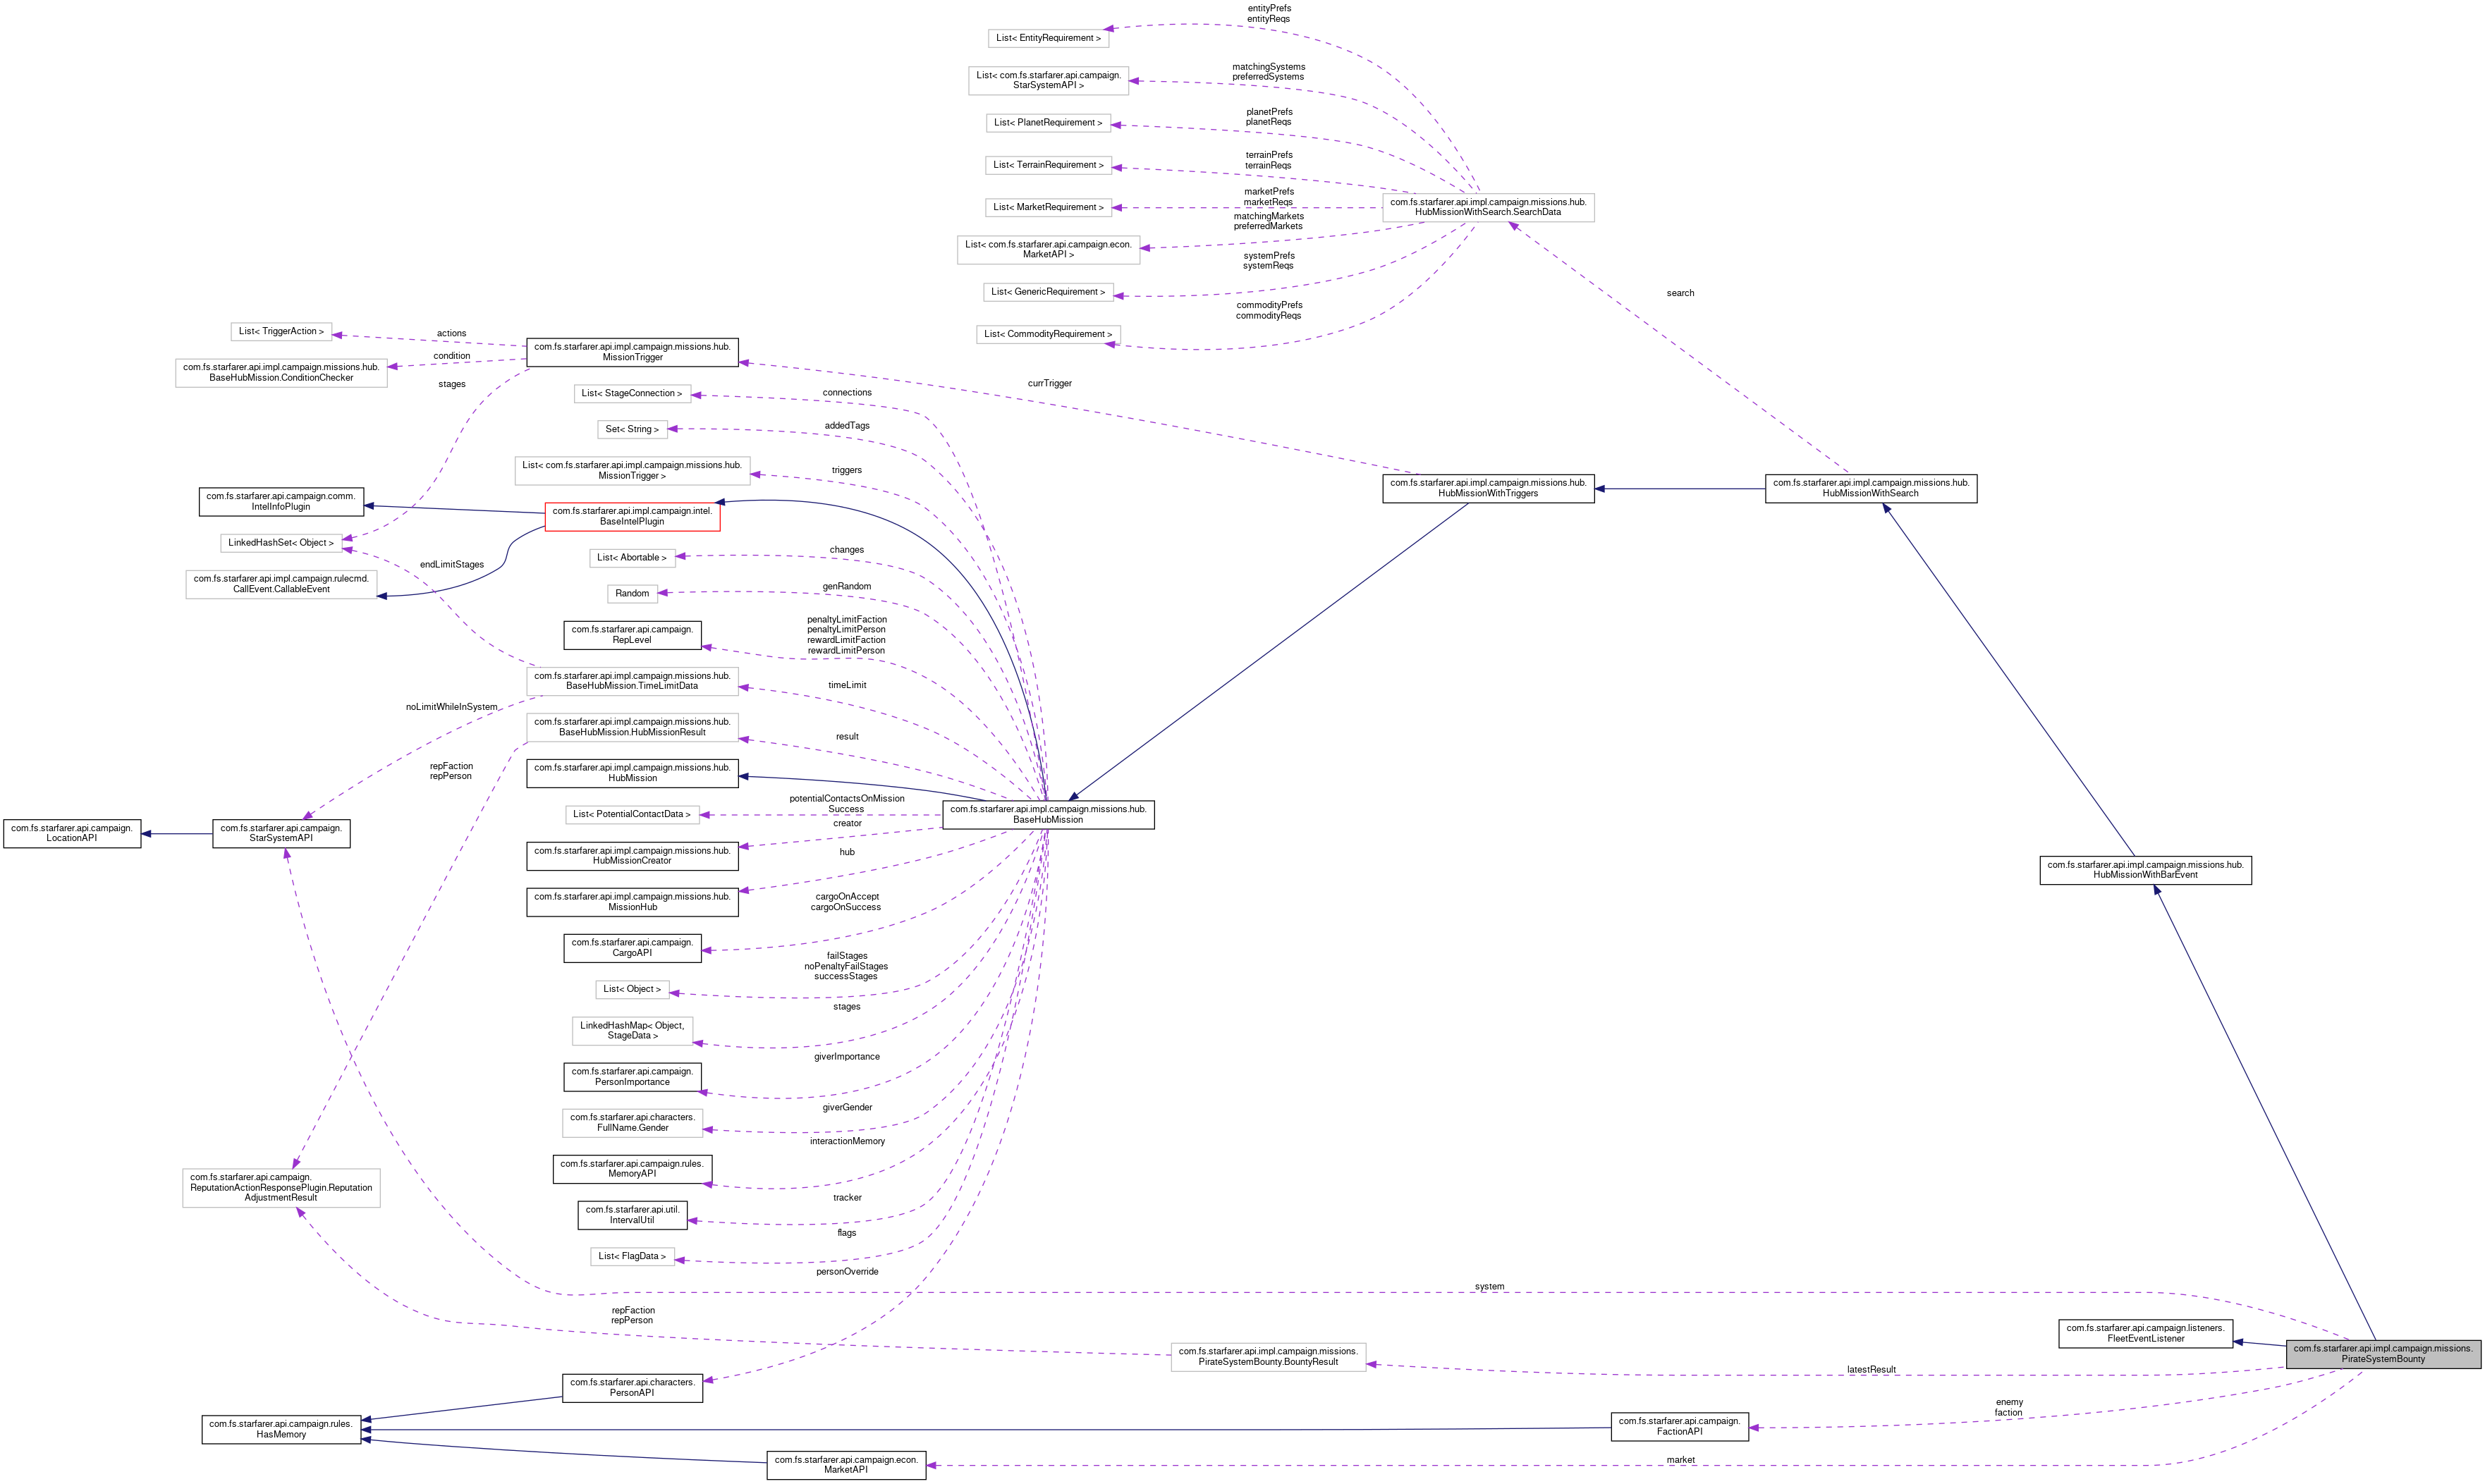 entityPrefs
entityReqs
List< EntityRequirement >
matchingSystems
preferredSystems
List< com.fs.starfarer.api.campaign.
StarSystemAPI >
planetPrefs
planetReqs
List< PlanetRequirement >
terrainPrefs
terrainReqs
List< TerrainRequirement >
marketPrefs
marketReqs
List< MarketRequirement >
com.fs.starfarer.api.impl.campaign.missions.hub.
HubMissionWithSearch.SearchData
matchingMarkets
preferredMarkets
List< com.fs.starfarer.api.campaign.econ.
MarketAPI >
systemPrefs
systemReqs
List< GenericRequirement >
search
commodityPrefs
commodityReqs
List< CommodityRequirement >
List< TriggerAction >
actions
com.fs.starfarer.api.impl.campaign.missions.hub.
MissionTrigger
condition
com.fs.starfarer.api.impl.campaign.missions.hub.
BaseHubMission.ConditionChecker
stages
currTrigger
List< StageConnection >
connections
Set< String >
addedTags
List< com.fs.starfarer.api.impl.campaign.missions.hub.
MissionTrigger >
triggers
com.fs.starfarer.api.impl.campaign.missions.hub.
HubMissionWithTriggers
com.fs.starfarer.api.impl.campaign.missions.hub.
HubMissionWithSearch
com.fs.starfarer.api.campaign.comm.
IntelInfoPlugin
com.fs.starfarer.api.impl.campaign.intel.
BaseIntelPlugin
LinkedHashSet< Object >
List< Abortable >
changes
endLimitStages
com.fs.starfarer.api.impl.campaign.rulecmd.
CallEvent.CallableEvent
Random
genRandom
com.fs.starfarer.api.campaign.
RepLevel
penaltyLimitFaction
penaltyLimitPerson
rewardLimitFaction
rewardLimitPerson
com.fs.starfarer.api.impl.campaign.missions.hub.
BaseHubMission.TimeLimitData
timeLimit
noLimitWhileInSystem
com.fs.starfarer.api.impl.campaign.missions.hub.
BaseHubMission.HubMissionResult
result
repFaction
repPerson
com.fs.starfarer.api.impl.campaign.missions.hub.
HubMission
List< PotentialContactData >
potentialContactsOnMission
Success
com.fs.starfarer.api.impl.campaign.missions.hub.
BaseHubMission
creator
com.fs.starfarer.api.campaign.
LocationAPI
com.fs.starfarer.api.campaign.
StarSystemAPI
com.fs.starfarer.api.impl.campaign.missions.hub.
HubMissionCreator
hub
com.fs.starfarer.api.impl.campaign.missions.hub.
HubMissionWithBarEvent
com.fs.starfarer.api.impl.campaign.missions.hub.
MissionHub
cargoOnAccept
cargoOnSuccess
com.fs.starfarer.api.campaign.
CargoAPI
failStages
noPenaltyFailStages
successStages
List< Object >
stages
LinkedHashMap< Object,
StageData >
giverImportance
com.fs.starfarer.api.campaign.
PersonImportance
giverGender
com.fs.starfarer.api.characters.
FullName.Gender
interactionMemory
com.fs.starfarer.api.campaign.rules.
MemoryAPI
com.fs.starfarer.api.campaign.
ReputationActionResponsePlugin.Reputation
AdjustmentResult
tracker
com.fs.starfarer.api.util.
IntervalUtil
flags
List< FlagData >
personOverride
system
repFaction
repPerson
com.fs.starfarer.api.campaign.listeners.
FleetEventListener
com.fs.starfarer.api.impl.campaign.missions.
PirateSystemBounty.BountyResult
com.fs.starfarer.api.impl.campaign.missions.
PirateSystemBounty
latestResult
com.fs.starfarer.api.characters.
PersonAPI
enemy
faction
com.fs.starfarer.api.campaign.rules.
HasMemory
com.fs.starfarer.api.campaign.
FactionAPI
com.fs.starfarer.api.campaign.econ.
MarketAPI
market